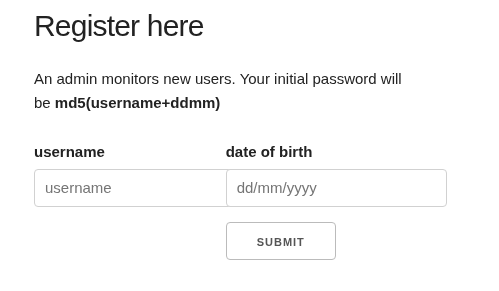 Register here
An admin monitors new users. Your initial password will
be md5(username+ddmm)
username date of birth
username dd/mm/yyyy
SUBMIT